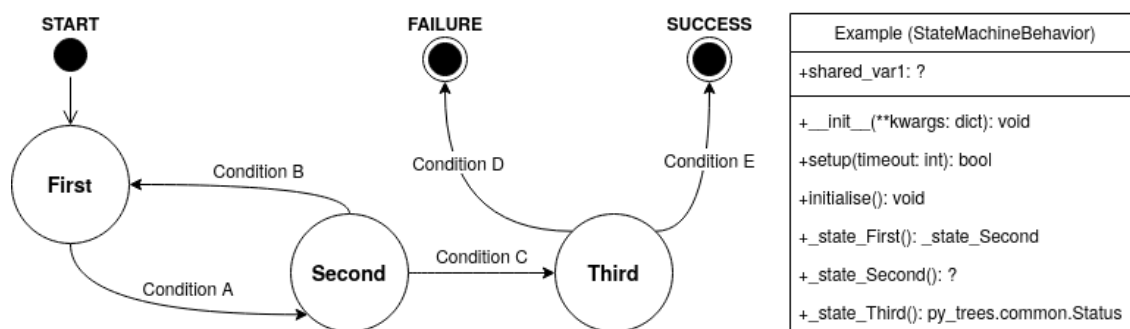 START
FAILURE
SUCCESS
First
Condition B
Condition A
Second
Condition C
Third
Condition D
Condition E
Example (StateMachineBehavior)
+shared_var1: ?
+__init__(**kwargs: dict): void
+setup(timeout: int): bool
+initialise(): void
+_state_First(): _state_Second
+_state_Second(): ?
+_state_Third(): py_trees.common.Status